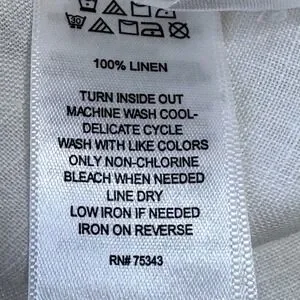 30
100% LINEN
TURN INSIDE OUT
MACHINE WASH COOL-
DELICATE CYCLE
WASH WITH LIKE COLORS
ONLY NON-CHLORINE
BLEACH WHEN NEEDED
LINE DRY
LOW IRON IF NEEDED
IRON ON REVERSE
RN# 75343